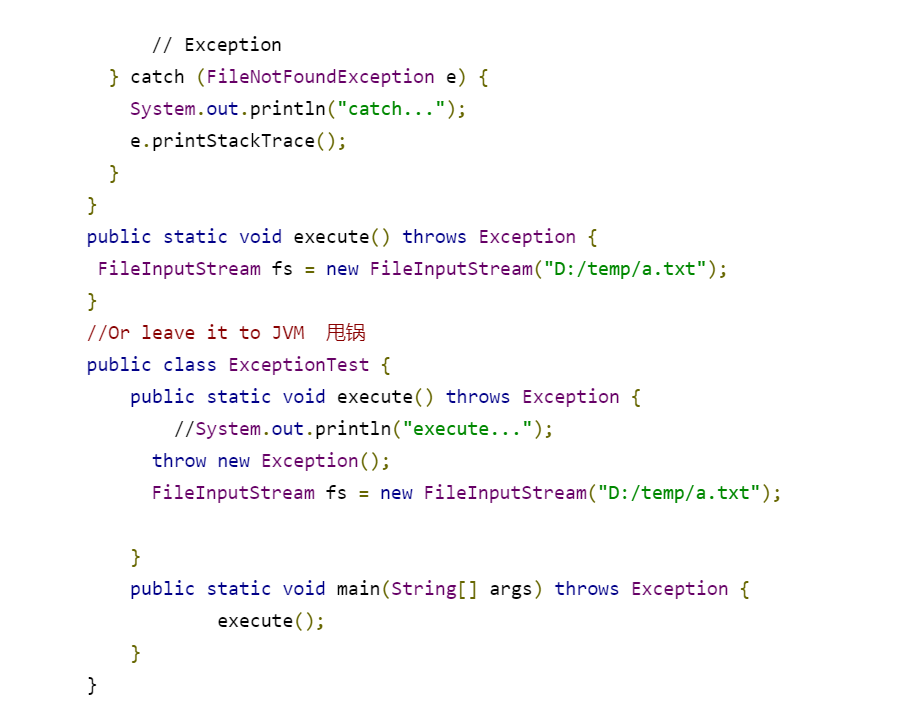 // Exception
} catch (FileNotFoundException e) {
System.out.println("catch...");
e.printStackTrace();
}
}
public static void execute() throws Exception {
FileInputStream fs = new FileInputStream("D:/temp/a.txt");
}
//Or leave it to JVM  甩锅
public class ExceptionTest {
public static void execute() throws Exception {
//System.out.println("execute...");
throw new Exception();
FileInputStream fs = new FileInputStream("D:/temp/a.txt");
}
public static void main(String[] args) throws Exception {
execute();
}
}